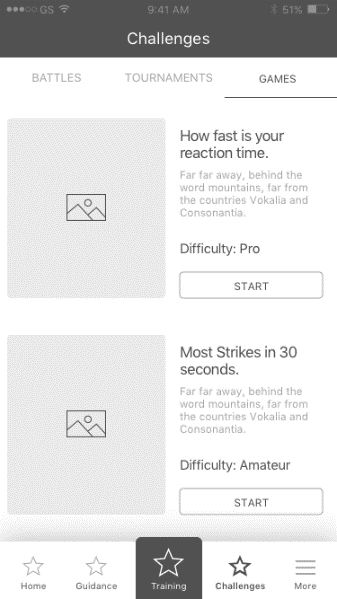 GS 9:41 AM 51%
Challenges
BATTLES TOURNAMENTS GAMES
How fast is your
reaction time.
Far far away, behind the
word mountains, far from
the countries Vokalia and
Consonantia.
Difficulty: Pro
START
Most Strikes in 30
seconds.
Far far away, behind the
word mountains, far from
the countries Vokalia and
Consonantia.
Difficulty: Amateur
START
Home Guidance Training Challenges More